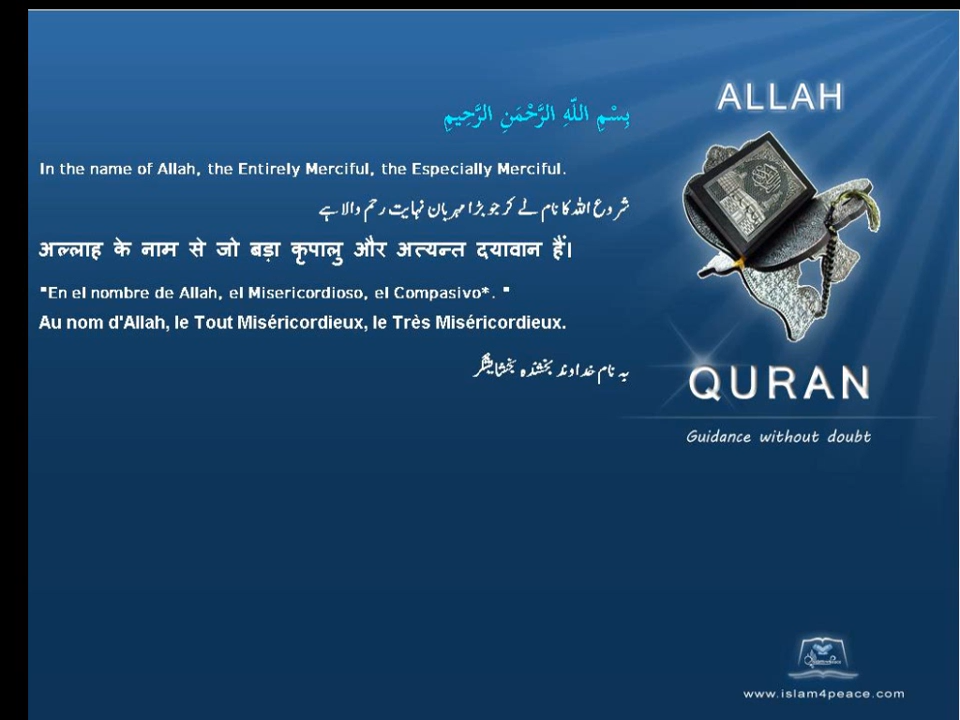 بِسْمِ اللّهِ الرَّحْمَنِ الرَّحِيمِ
In the name of Allah, the Entirely Merciful, the Especially Merciful.
شروع اللہ کا نام لے کر جو بڑا مہربان نہایت رحم والا ہے
अल्लाह के नाम से जो बड़ा कृपालु और अत्यन्त दयावान हैं।
"En el nombre de Allah, el Misericordioso, el Compasivo*. "
Au nom d'Allah, le Tout Miséricordieux, le Très Miséricordieux.
به نام خداوند بخشنده بخشایشگر
ALLAH
QURAN
Guidance without doubt
www.islam4peace.com